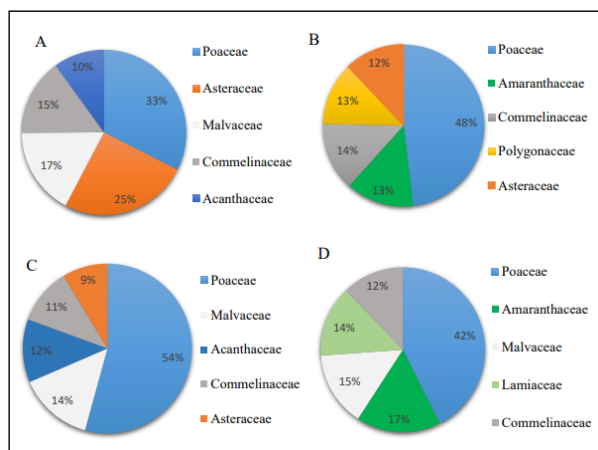 A
10%
33%
15%
17%
25%
Poaceae
Asteraceae
Malvaceae
Commelinaceae
Acanthaceae
B
12%
13%
48%
14%
13%
Poaceae
Amaranthaceae
Commelinaceae
Polygonaceae
Asteraceae
C
9%
11%
12%
54%
14%
Poaceae
Malvaceae
Acanthaceae
Commelinaceae
Asteraceae
D
12%
14%
42%
15%
17%
Poaceae
Amaranthaceae
Malvaceae
Lamiaceae
Commelinaceae